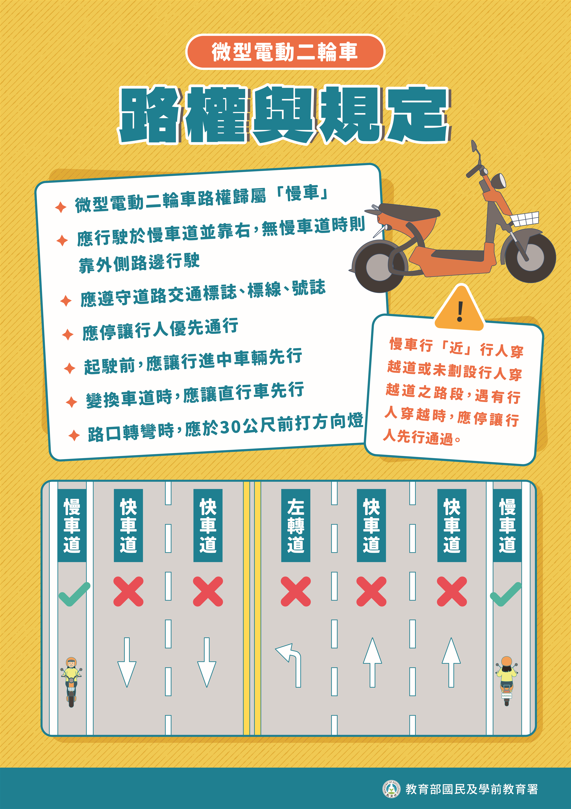 微型電動二輪車
路權與規定
微型電動二輪車路權歸屬「慢車」
應行駛於慢車道並靠右，無慢車道時則
靠外側路邊行駛
應遵守道路交通標誌、標線、號誌
應停讓行人優先通行
起駛前，應讓行進中車輛先行
變換車道時，應讓直行車先行
路口轉彎時，應於30公尺前打方向燈
!
慢車行「近」行人穿
越道或未劃設行人穿
越道之路段，遇有行
人穿越時，應停讓行
人先行通過。
慢車道
快車道
快車道
左轉道
快車道
快車道
慢車道
教育部國民及學前教育署